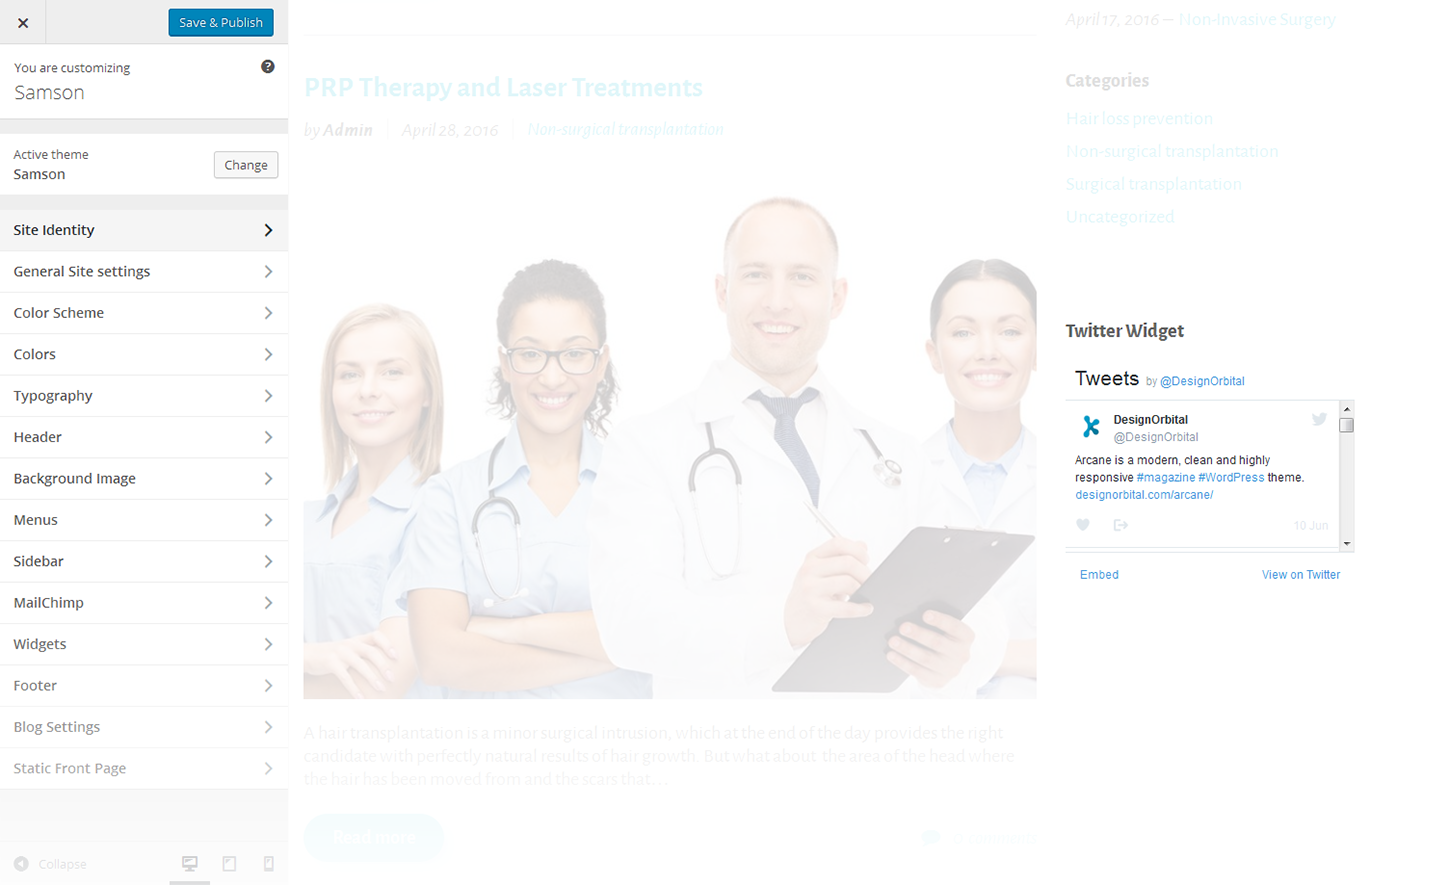 Save & Publish
You are customizing
Samson
Active theme
Samson
Change
Site Identity
General Site settings
Color Scheme
Colors
Typography
Header
Background Image
Menus
Sidebar
MailChimp
Widgets
Footer
Blog Settings
Static Front Page
Collapse
PRP Therapy and Laser Treatments
by Admin April 28, 2016 Non-surgical transplantation
A hair transplantation is a minor surgical intrusion, which at the end of the day provides the right
candidate with perfectly natural results of hair growth. But what about the area of the head where
the hair has been moved from and the scars that…
Read more
April 17, 2016 – Non-Invasive Surgery
Categories
Hair loss prevention
Non-surgical transplantation
Surgical transplantation
Uncategorized
Twitter Widget
Tweets by @DesignOrbital
DesignOrbital
@DesignOrbital
Arcane is a modern, clean and highly
responsive #magazine #WordPress theme.
designorbital.com/arcane/
10 Jun
Embed View on Twitter